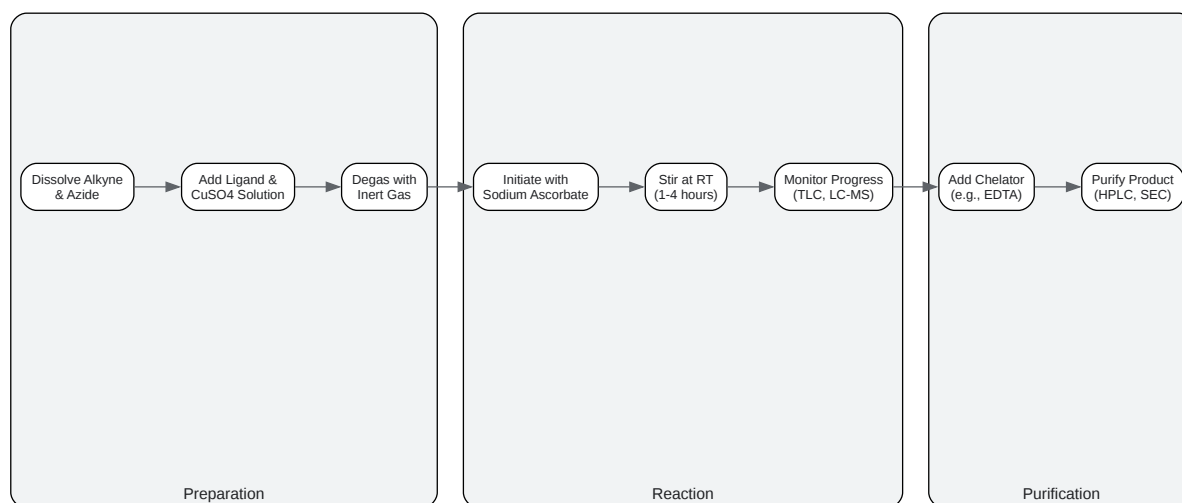 Dissolve Alkyne
& Azide
Add Ligand &
CuSO4 Solution
Degas with
Inert Gas
Initiate with
Sodium Ascorbate
Stir at RT
(1-4 hours)
Monitor Progress
(TLC, LC-MS)
Add Chelator
(e.g., EDTA)
Purify Product
(HPLC, SEC)
Preparation
Reaction
Purification